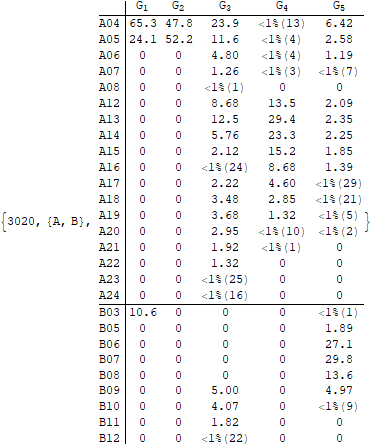 G1 G2 G3 G4 G5
A04 65.3 47.8 23.9 <1%(13) 6.42
A05 24.1 52.2 11.6 <1%(4) 2.58
A06 0 0 4.80 <1%(4) 1.19
A07 0 0 1.26 <1%(3) <1%(7)
A08 0 0 <1%(1) 0 0
A12 0 0 8.68 13.5 2.09
A13 0 0 12.5 29.4 2.35
A14 0 0 5.76 23.3 2.25
A15 0 0 2.12 15.2 1.85
A16 0 0 <1%(24) 8.68 1.39
A17 0 0 2.22 4.60 <1%(29)
A18 0 0 3.48 2.85 <1%(21)
A19 0 0 3.68 1.32 <1%(5)
{3020, {A, B}, A20 0 0 2.95 <1%(10) <1%(2) }
A21 0 0 1.92 <1%(1) 0
A22 0 0 1.32 0 0
A23 0 0 <1%(25) 0 0
A24 0 0 <1%(16) 0 0
B03 10.6 0 0 0 <1%(1)
B05 0 0 0 0 1.89
B06 0 0 0 0 27.1
B07 0 0 0 0 29.8
B08 0 0 0 0 13.6
B09 0 0 5.00 0 4.97
B10 0 0 4.07 0 <1%(9)
B11 0 0 1.82 0 0
B12 0 0 <1%(22) 0 0